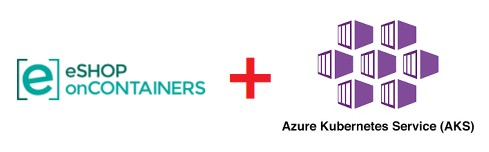 [e] eSHOP
onCONTAINERS
Azure Kubernetes Service (AKS)